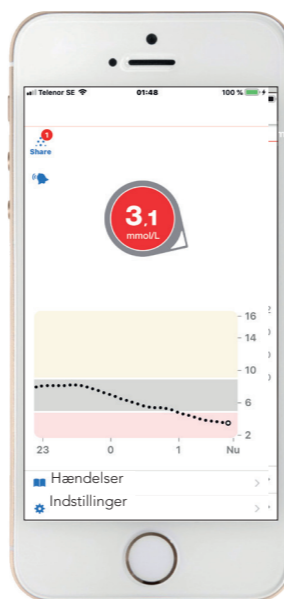 Telenor SE 01:48 100 %
1
Share
3,1
mmol/L
16
14
10
6
2
23 0 1 Nu
Hændelser
Indstillinger